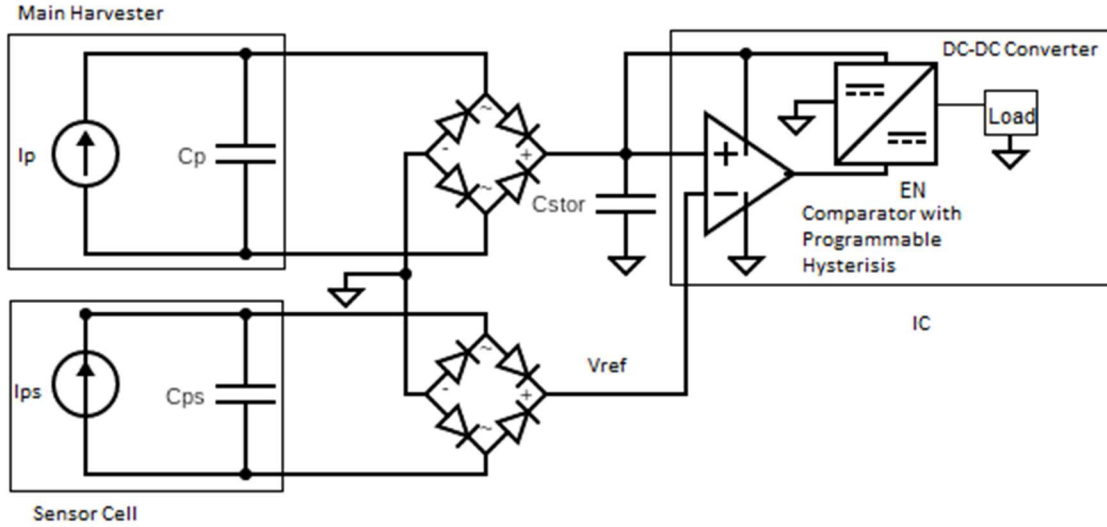 Main Harvester
DC-DC Converter
Ip
Cp
~
-
+
~
Cstor
+
-
Load
EN
Comparator with
Programmable
Hysterisis
IC
Vref
Ips
Cps
~
-
+
~
Sensor Cell